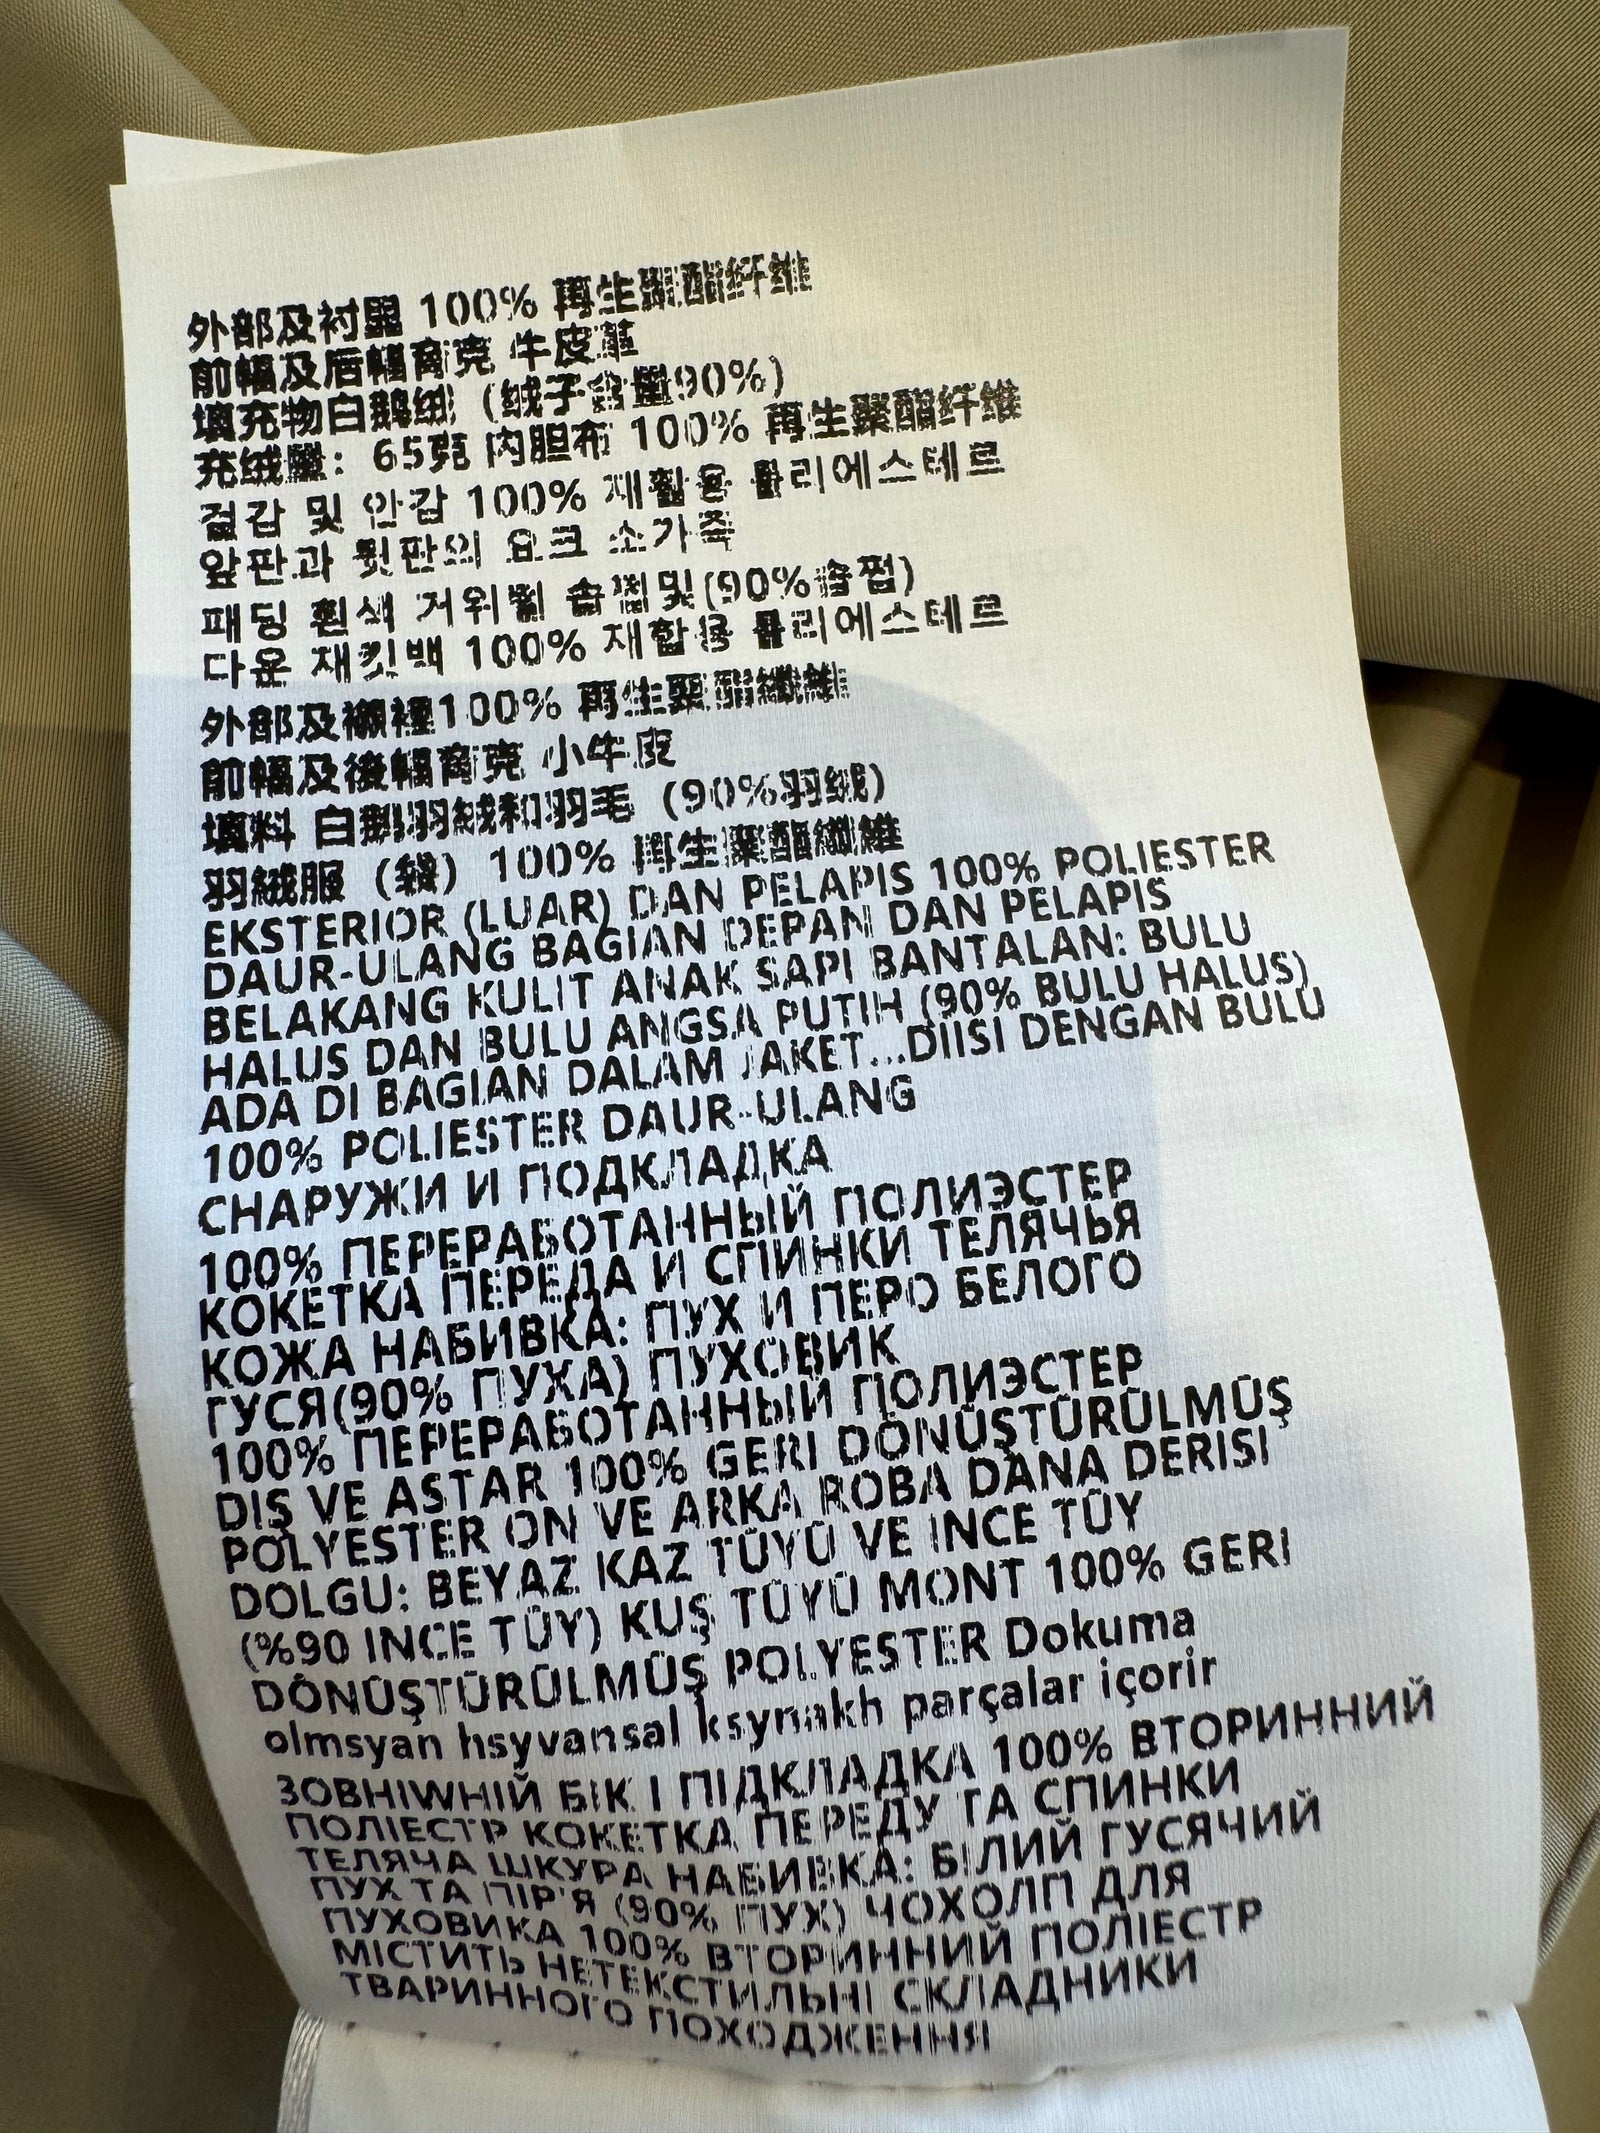 外部及衬里 100% 再生聚酯纤维
前幅及后幅育克 牛皮革
填充物白鹅绒 (绒子含量90%)
充绒量: 65克 内胆布 100% 再生聚酯纤维
겉감 및 안감 100% 재활용 폴리에스테르
앞판과 뒷판의 요크 소가죽
패딩 흰색 거위털 솜털및(90%솜털)
다운 재킷백 100% 재활용 폴리에스테르
外部及襯裡100% 再生聚酯纖維
前幅及後幅育克 小牛皮
填料 白鵝羽絨和羽毛 (90%羽绒)
羽絨服 (袋) 100% 再生聚酯纖維
EKSTERIOR (LUAR) DAN PELAPIS 100% POLIESTER
DAUR-ULANG BAGIAN DEPAN DAN PELAPIS
BELAKANG KULIT ANAK SAPI BANTALAN: BULU
HALUS DAN BULU ANGSA PUTIH (90% BULU HALUS)
ADA DI BAGIAN DALAM JAKET...DIISI DENGAN BULU
100% POLIESTER DAUR-ULANG
СНАРУЖИ И ПОДКЛАДКА
100% ПЕРЕРАБОТАННЫЙ ПОЛИЭСТЕР
КОКЕТКА ПЕРЕДА И СПИНКИ ТЕЛЯЧЬЯ
КОЖА НАБИВКА: ПУХ И ПЕРО БЕЛОГО
ГУСЯ(90% ПУХА) ПУХОВИК
100% ПЕРЕРАБОТАННЫЙ ПОЛИЭСТЕР
DIŞ VE ASTAR 100% GERI DÖNÜŞTÜRÜLMÜŞ
POLYESTER ÖN VE ARKA ROBA DANA DERISI
DOLGU: BEYAZ KAZ TÜYÜ VE INCE TÜY
(%90 INCE TÜY) KUŞ TÜYÜ MONT 100% GERI
DÖNÜŞTÜRÜLMÜŞ POLYESTER Dokuma
olmsyan hsyvansal ksynakh parçalar içorir
ЗОВНІWНІЙ БІК І ПІДКЛАДКА 100% ВТОРИННИЙ
ПОЛІЕСТР КОКЕТКА ПЕРЕДУ ТА СПИНКИ
ТЕЛЯЧА ШКУРА НАБИВКА: БІЛИЙ ГУСЯЧИЙ
ПУХ ТА ПІР'Я (90% ПУХ) ЧОХОЛП ДЛЯ
ПУХОВИКА 100% ВТОРИННИЙ ПОЛІЕСТР
МІСТИТЬ НЕТЕКСТИЛЬНІ СКЛАДНИКИ
ТВАРИННОГО ПОХОДЖЕННЯ